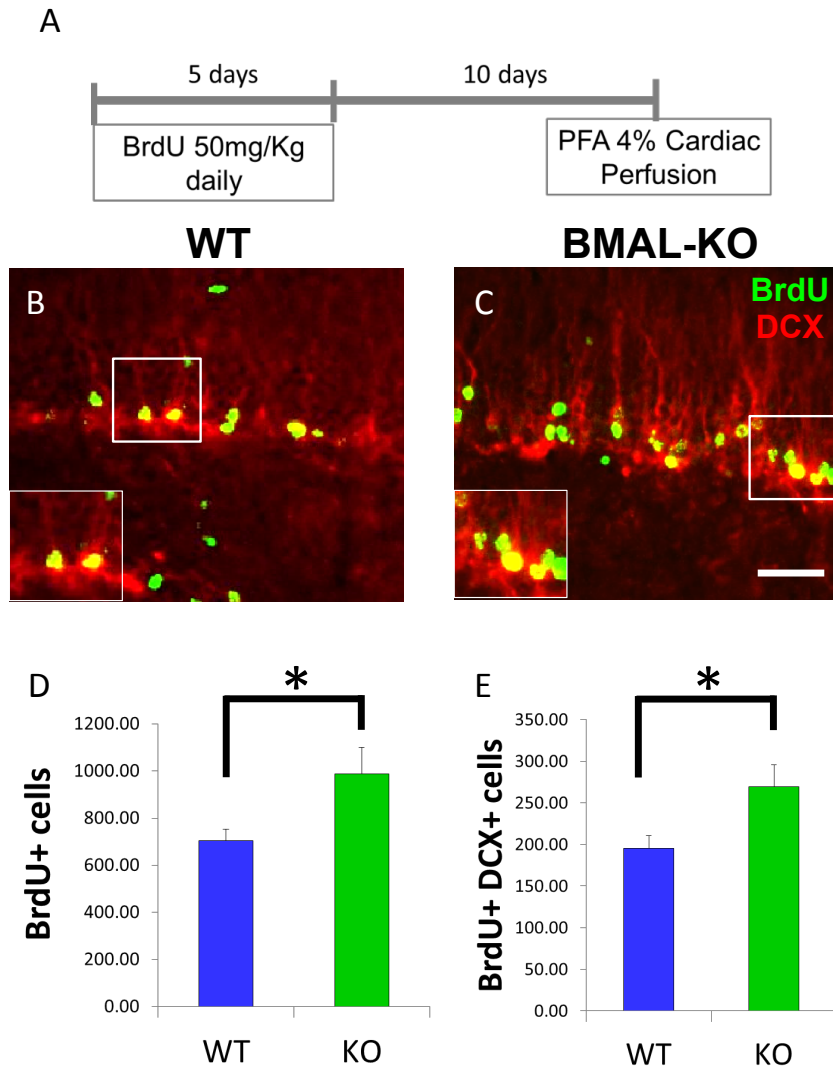 A
5 days
10 days
BrdU 50mg/Kg
daily
PFA 4% Cardiac
Perfusion
WT
BMAL-KO
B
C
BrdU
DCX
D
*
BrdU+ cells
1200.00
1000.00
800.00
600.00
400.00
200.00
0.00
WT
KO
E
*
BrdU+ DCX+ cells
350.00
300.00
250.00
200.00
150.00
100.00
50.00
0.00
WT
KO